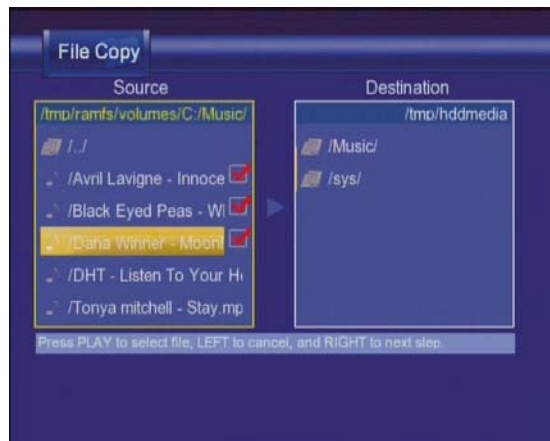 File Copy
Source
Destination
/tmp/ramfs/volumes/C:/Music/
/../
/Avril Lavigne - Innoce
/Black Eyed Peas - Wl
/Dana Winner - Moonl
/DHT - Listen To Your H
/Tonya mitchell - Stay.mp
/tmp/hddmedia
/Music/
/sys/
Press PLAY to select file, LEFT to cancel, and RIGHT to next step.